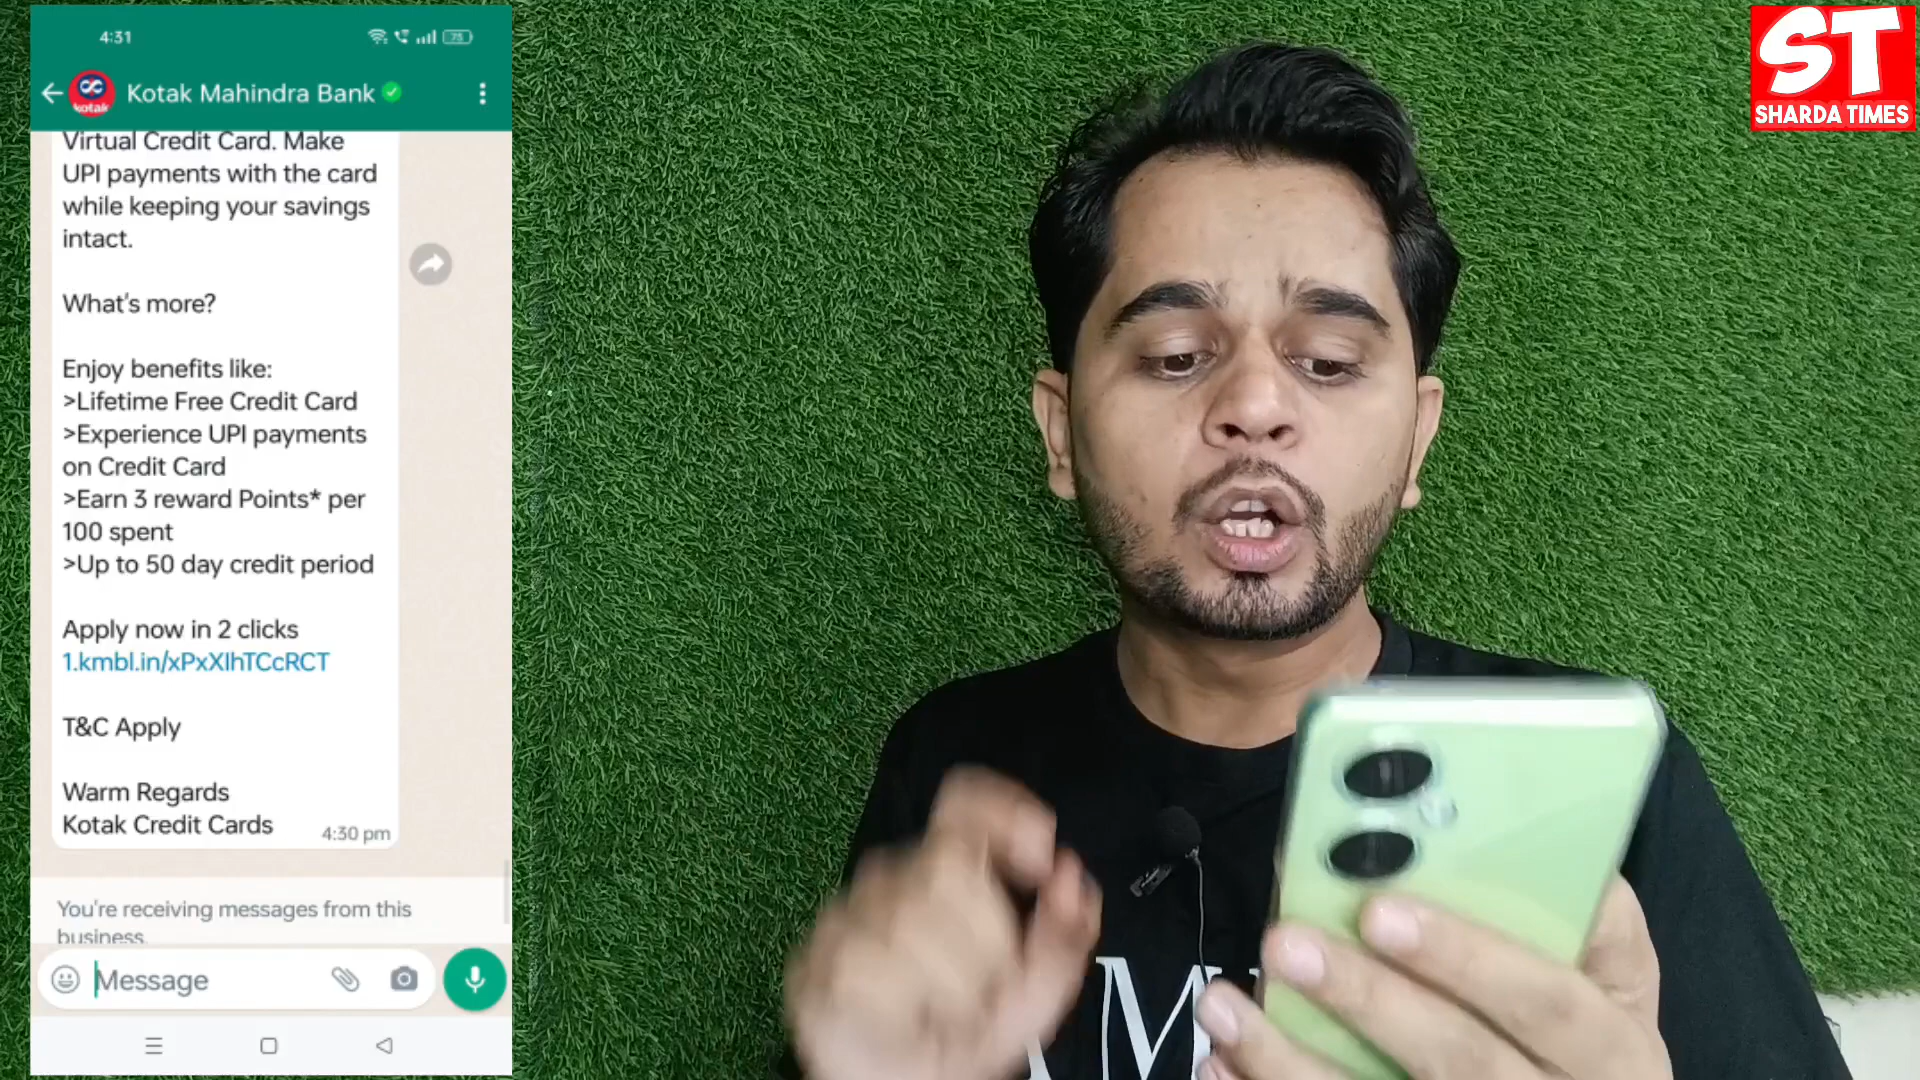 4:31
75
kotak
Kotak Mahindra Bank
Virtual Credit Card. Make
UPI payments with the card
while keeping your savings
intact.
What's more?
Enjoy benefits like:
>Lifetime Free Credit Card
>Experience UPI payments
on Credit Card
>Earn 3 reward Points* per
100 spent
>Up to 50 day credit period
Apply now in 2 clicks
1.kmbl.in/xPxXIhTCcRCT
T&C Apply
Warm Regards
Kotak Credit Cards
4:30 pm
You're receiving messages from this
business.
Message
ST
SHARDA TIMES